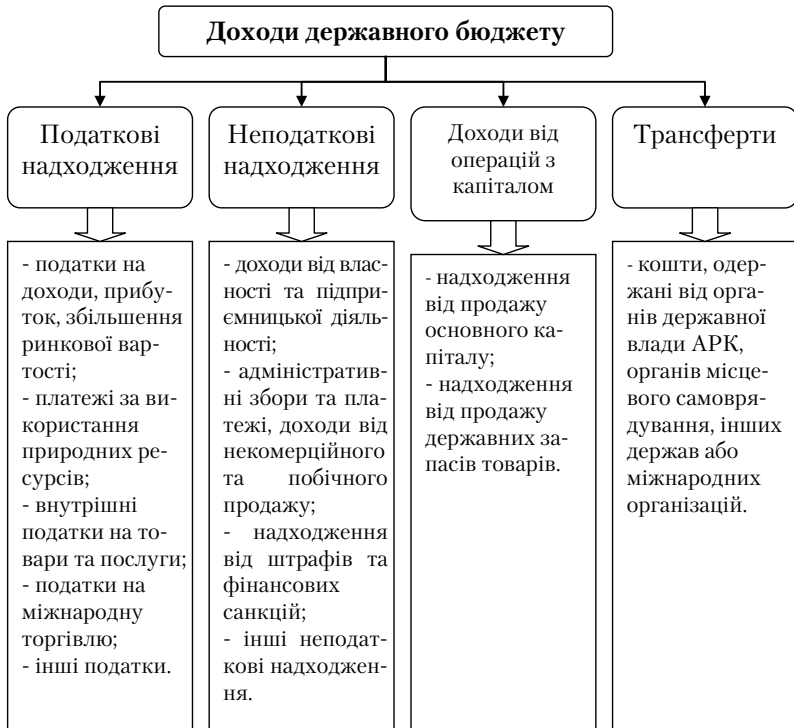 Доходи державного бюджету
Податкові
надходження
Неподаткові
надходження
Доходи від
операцій з
капіталом
Трансферти
- податки на
доходи, прибу-
ток, збільшення
ринкової вар-
тості;
- платежі за ви-
користання
природних ре-
сурсів;
- внутрішні
податки на то-
вари та послуги;
- податки на
міжнародну
торгівлю;
- інші податки.
- доходи від влас-
ності та підпри-
ємницької діяль-
ності;
- адміністратив-
ні збори та пла-
тежі, доходи від
некомерційного
та побічного
продажу;
- надходження
від штрафів та
фінансових
санкцій;
- інші неподат-
кові надходжен-
ня.
- надходження
від продажу
основного ка-
піталу;
- надходження
від продажу
державних за-
пасів товарів.
- кошти, одер-
жані від орга-
нів державної
влади АРК,
органів місце-
вого самовря-
дування, інших
держав або
міжнародних
організацій.